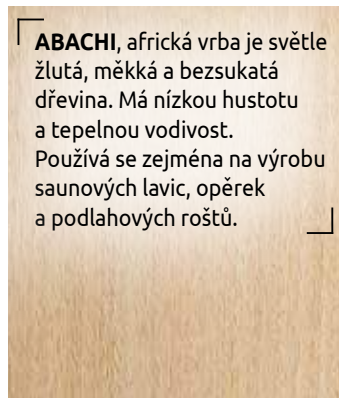 ABACHI, africká vrba je světle
žlutá, měkká a bezsukatá
dřevina. Má nízkou hustotu
a tepelnou vodivost.
Používá se zejména na výrobu
saunových lavic, opěrek
a podlahových roštů.